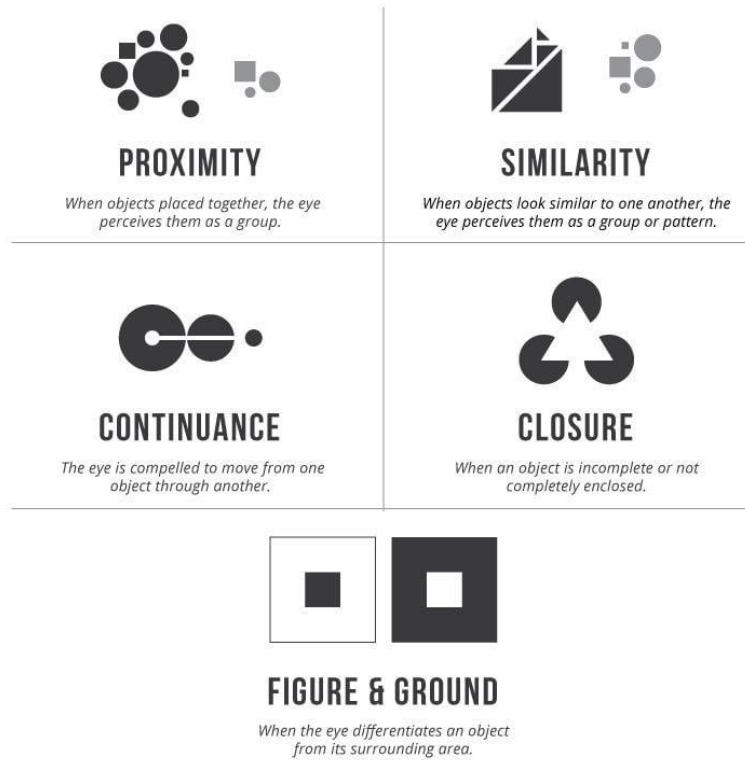 PROXIMITY
When objects placed together, the eye
perceives them as a group.
SIMILARITY
When objects look similar to one another, the
eye perceives them as a group or pattern.
CONTINUANCE
The eye is compelled to move from one
object through another.
CLOSURE
When an object is incomplete or not
completely enclosed.
FIGURE & GROUND
When the eye differentiates an object
from its surrounding area.